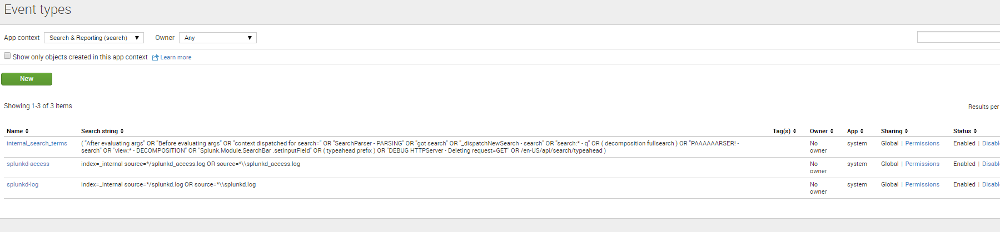 Event types
App context Search & Reporting (search) Owner Any
Show only objects created in this app context Learn more
New
Showing 1-3 of 3 items
Results per
Name Search string Tag(s) Owner App Sharing Status
internal_search_terms ( "After evaluating args" OR "Before evaluating args" OR "context dispatched for search=" OR "SearchParser - PARSING" OR "got search" OR "_dispatchNewSearch - search" OR "search:* - q" OR ( decomposition fullsearch ) OR "PAAAAAARSER! - No system Global | Permissions Enabled | Disabl
search" OR "view:* - DECOMPOSITION" OR "Splunk.Module.SearchBar .setInputField" OR ( typeahead prefix ) OR "DEBUG HTTPServer - Deleting request=GET" OR /en-US/api/search/typeahead ) owner
splunkd-access index=_internal source=*/splunkd_access.log OR source=*\\splunkd_access.log No system Global | Permissions Enabled | Disabl
owner
splunkd-log index=_internal source=*/splunkd.log OR source=*\\splunkd.log No system Global | Permissions Enabled | Disabl
owner